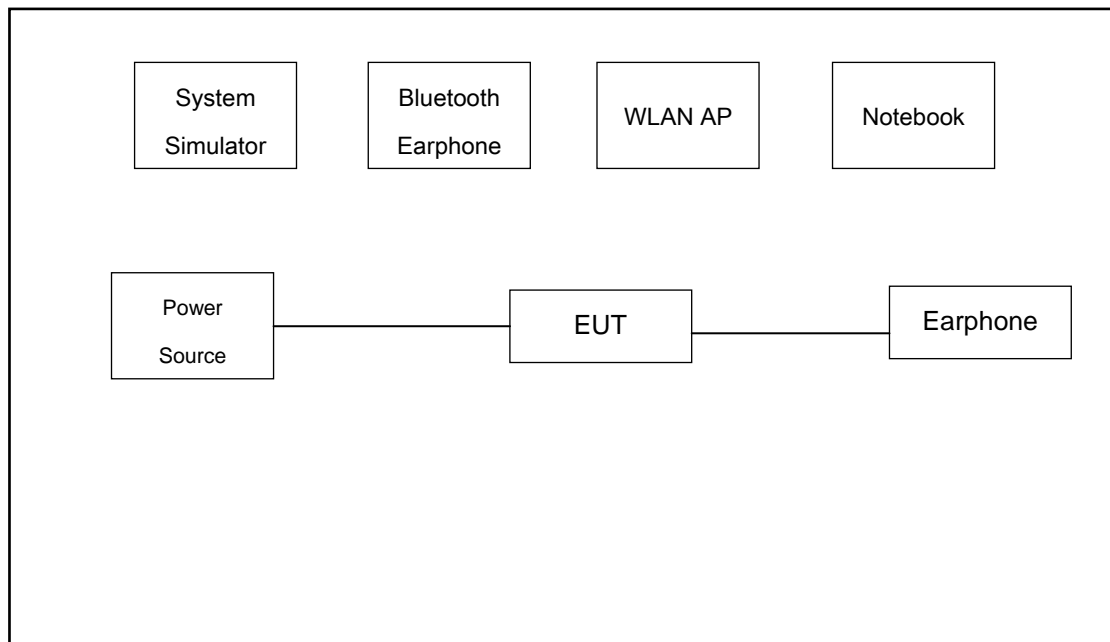 System
Simulator
Bluetooth
Earphone
WLAN AP
Notebook
Power
Source
EUT
Earphone